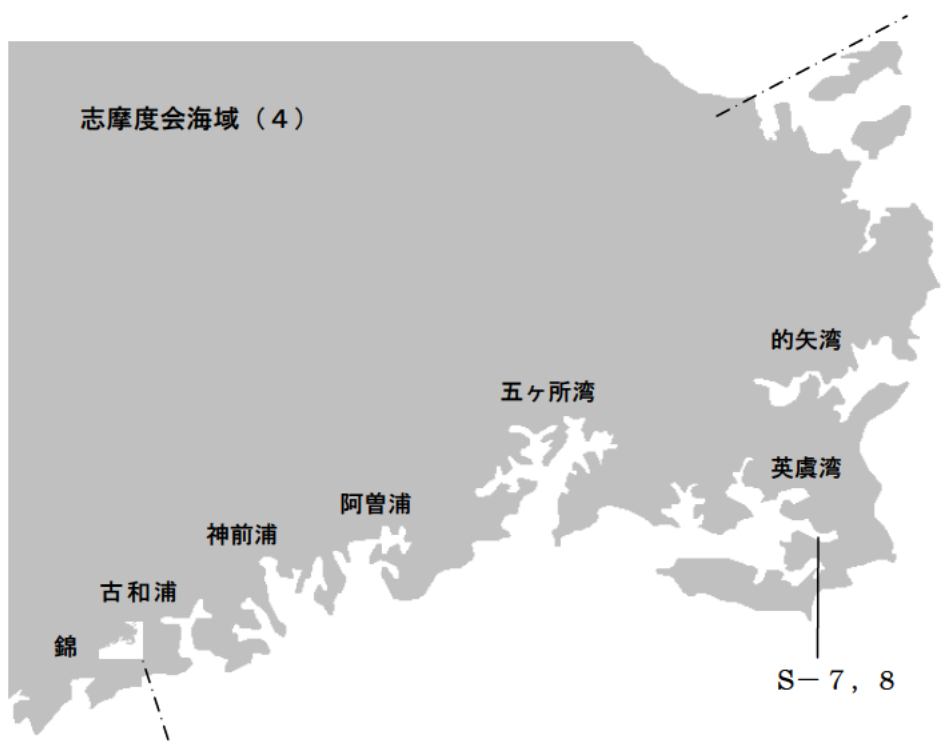 志摩度会海域（４）
的矢湾
五ヶ所湾
英虞湾
阿曽浦
神前浦
古和浦
錦
S－７，８